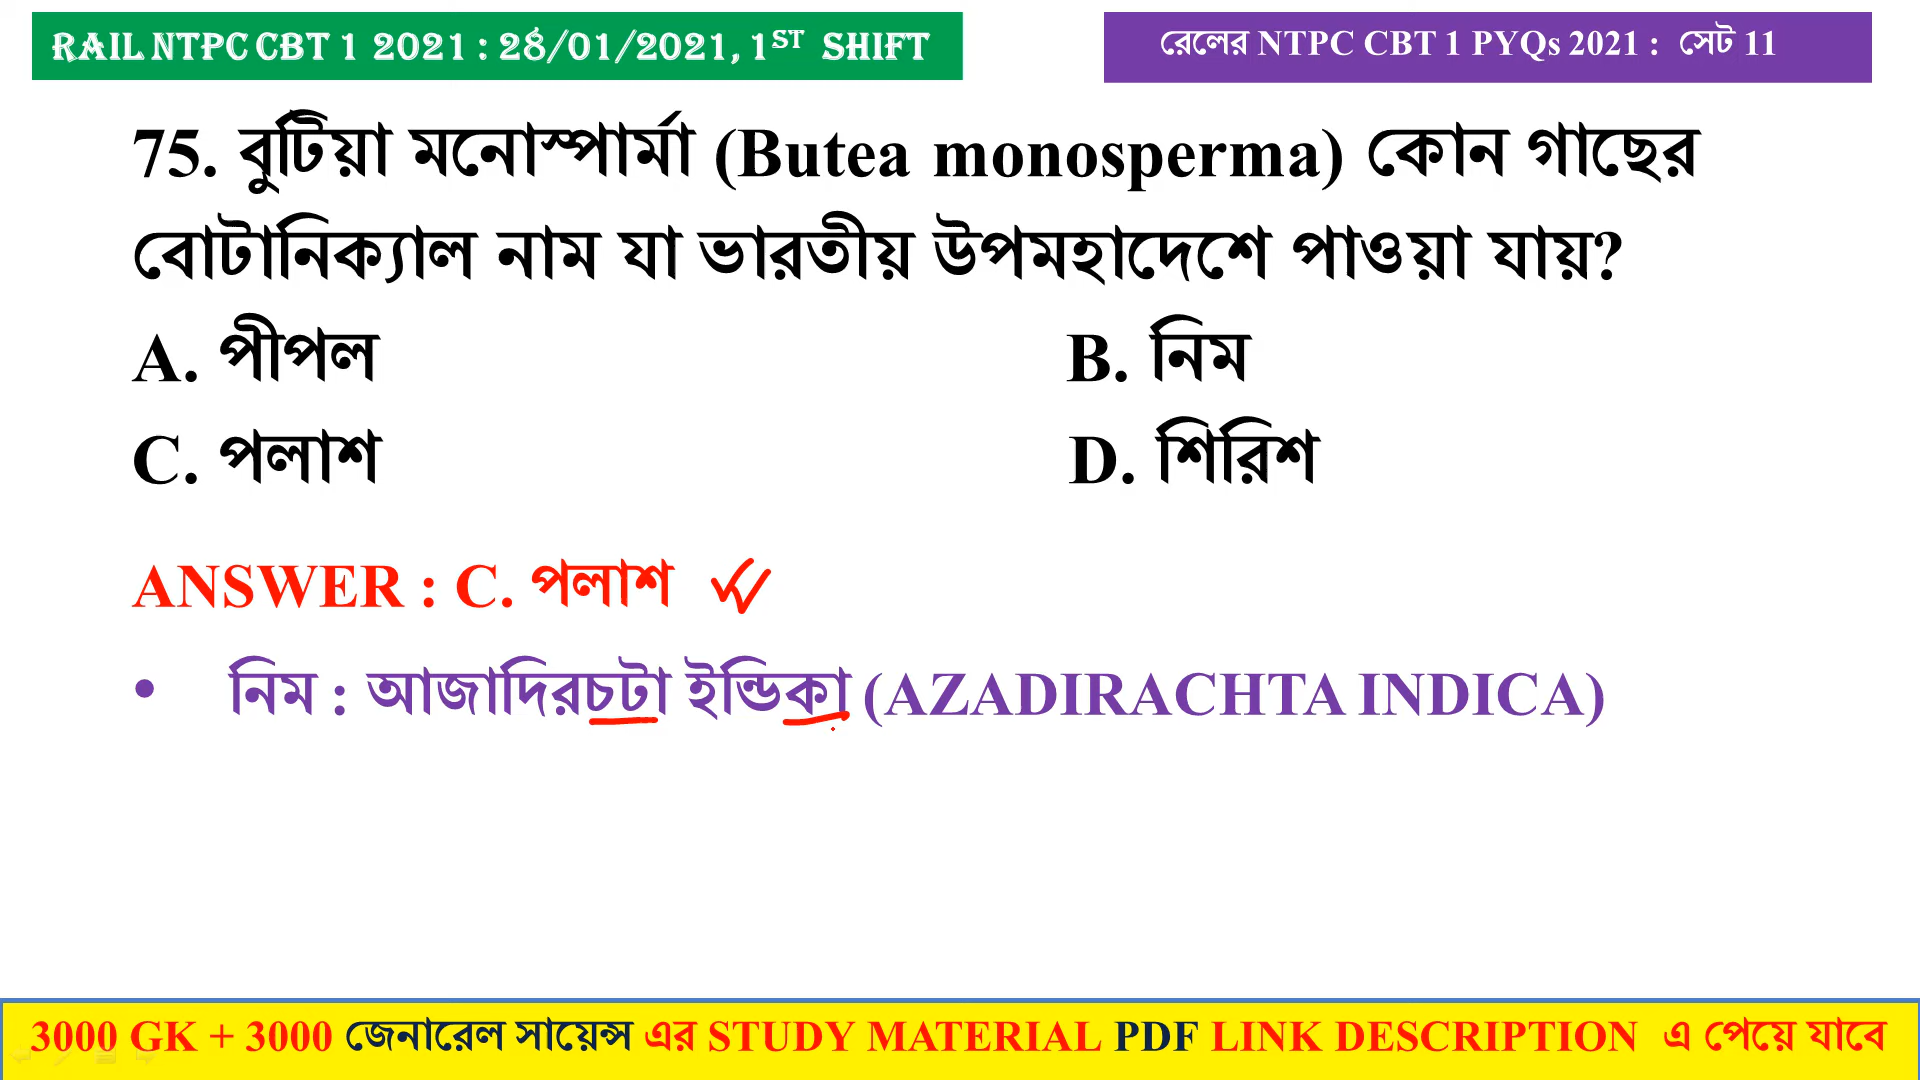 RAIL NTPC CBT 1 2021 : 28/01/2021, 1ST SHIFT
রেলের NTPC CBT 1 PYQs 2021 : সেট 11
75. বুটিয়া মনোস্পার্মা (Butea monosperma) কোন গাছের
বোটানিক্যাল নাম যা ভারতীয় উপমহাদেশে পাওয়া যায়?
A. পীপল
B. নিম
C. পলাশ
D. শিরিশ
ANSWER : C. পলাশ
• নিম : আজাদিরচটা ইন্ডিকা (AZADIRACHTA INDICA)
3000 GK + 3000 জেনারেল সায়েন্স এর STUDY MATERIAL PDF LINK DESCRIPTION এ পেয়ে যাবে